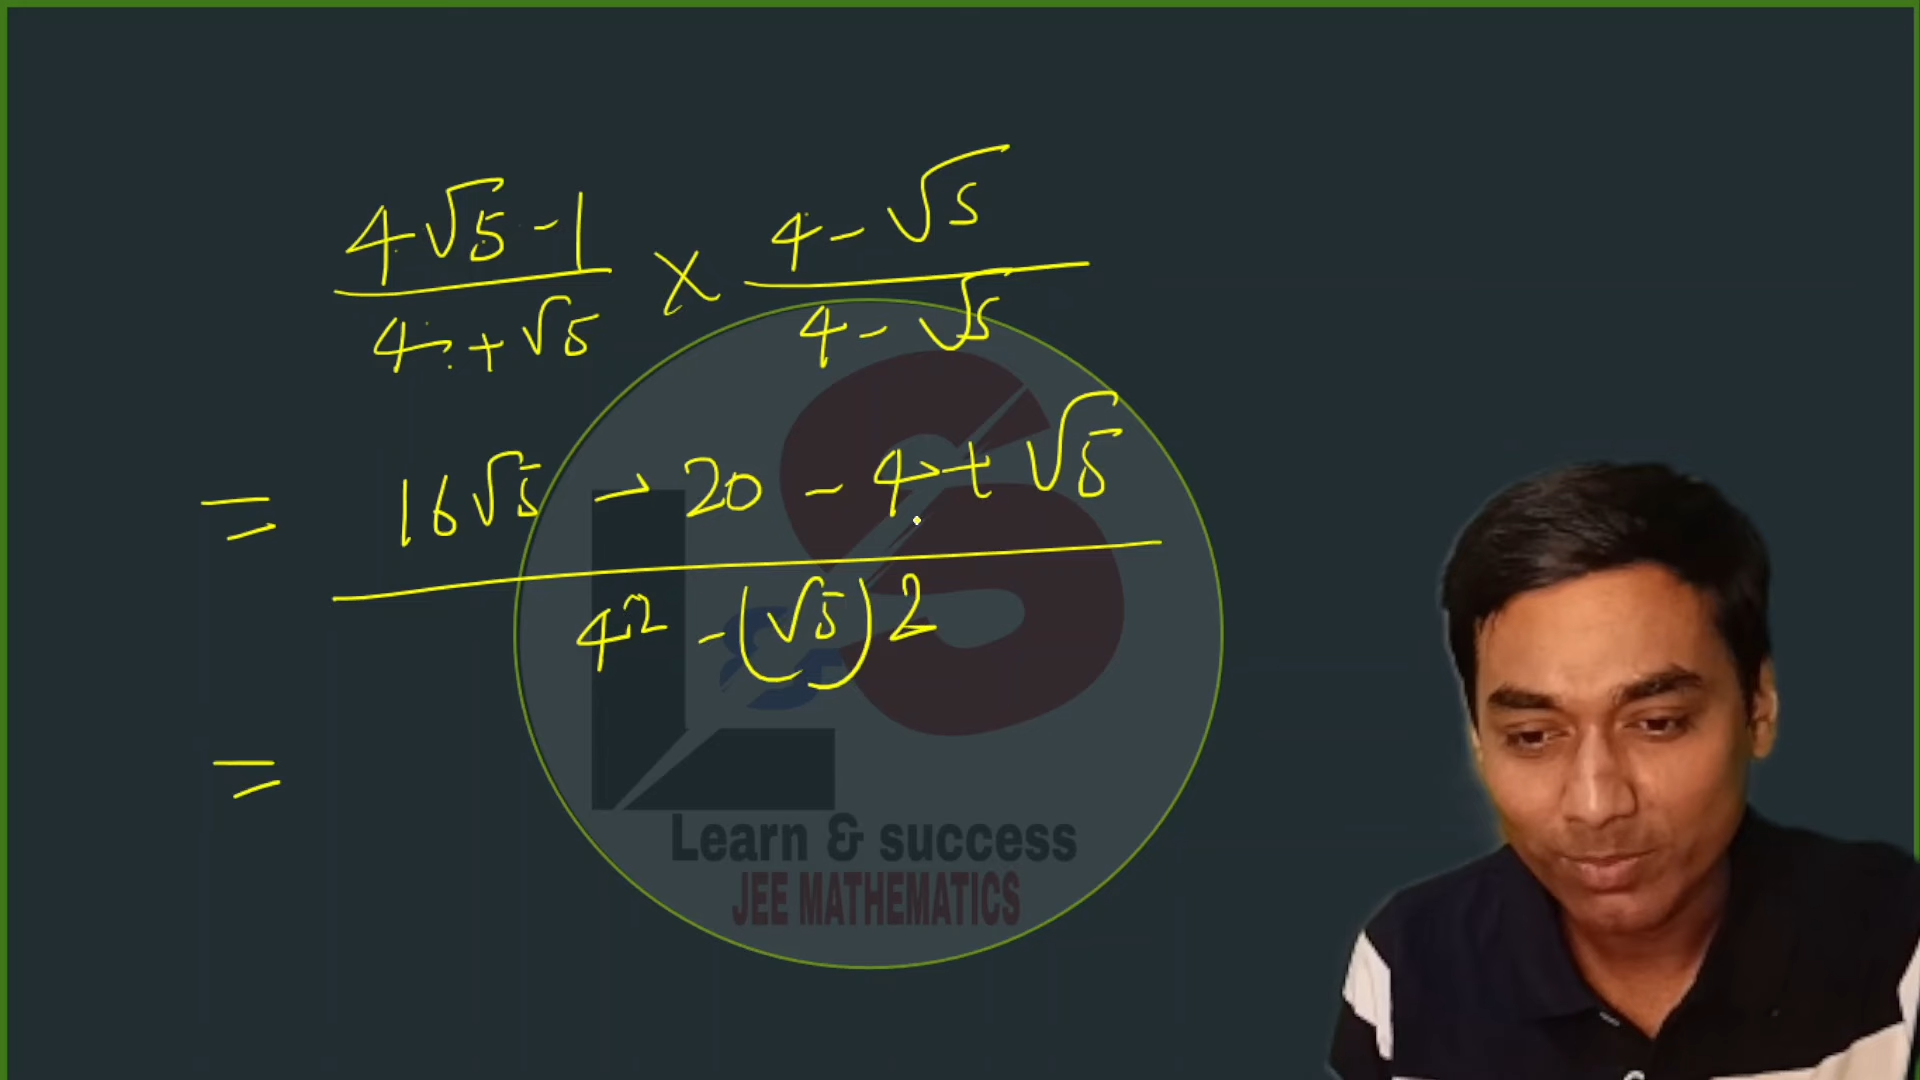 (4√5 - 1)/(4 + √5) × (4 - √5)/(4 - √5)
= (16√5 - 20 - 4 + √5)/(4² - (√5)²)
=
LS
Learn & success
JEE MATHEMATICS